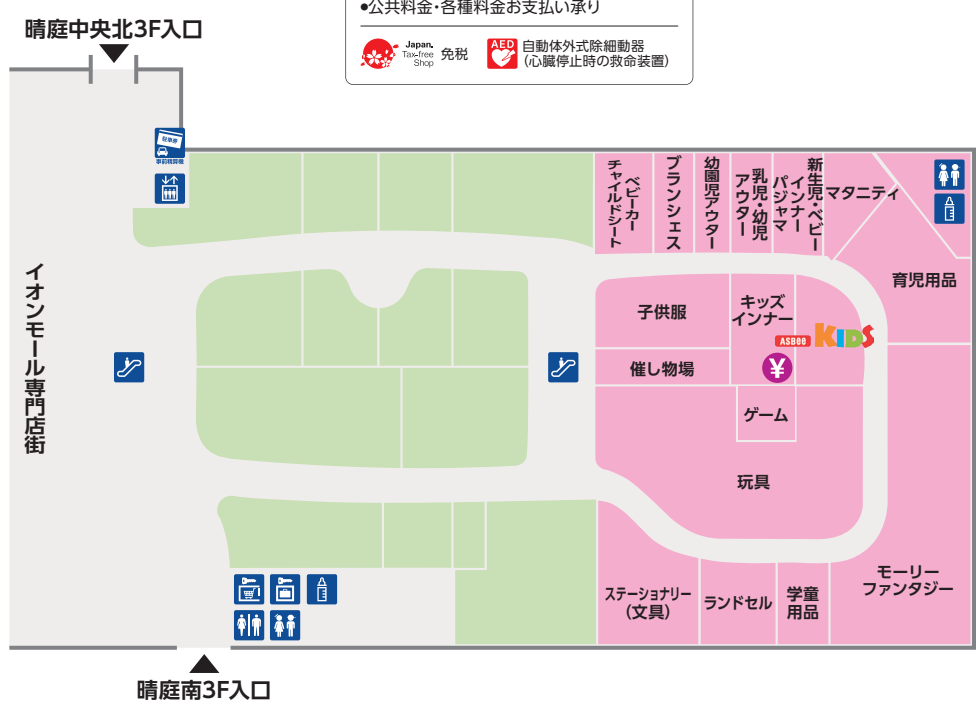 •公共料金・各種料金お支払い承り
Japan.
Tax-free
Shop
免税
AED
自動体外式除細動器
(心臓停止時の救命装置)
晴庭中央北3F入口
駐車券
事前精算機
イオンモール専門店街
ベビーカー
チャイルドシート
ブランシェス
幼園児アウター
乳児・幼児
アウター
新生児・ベビー
インナー
パジャマ
マタニティ
育児用品
子供服
キッズ
インナー
ASBee
KIDS
催し物場
¥
ゲーム
玩具
ステーショナリー
(文具)
ランドセル
学童
用品
モーリー
ファンタジー
晴庭南3F入口